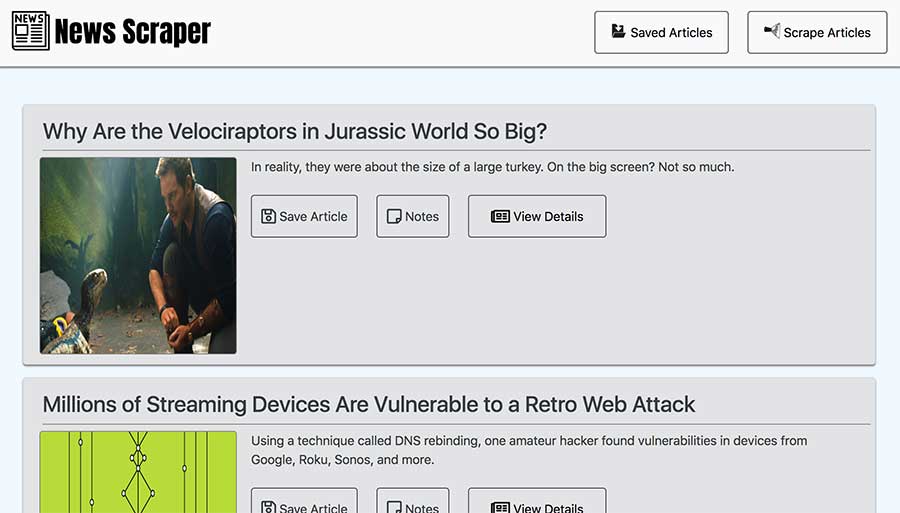 NEWS
News Scraper
Saved Articles
Scrape Articles
Why Are the Velociraptors in Jurassic World So Big?
In reality, they were about the size of a large turkey. On the big screen? Not so much.
Save Article
Notes
View Details
Millions of Streaming Devices Are Vulnerable to a Retro Web Attack
Using a technique called DNS rebinding, one amateur hacker found vulnerabilities in devices from
Google, Roku, Sonos, and more.
Save Article
Notes
View Details